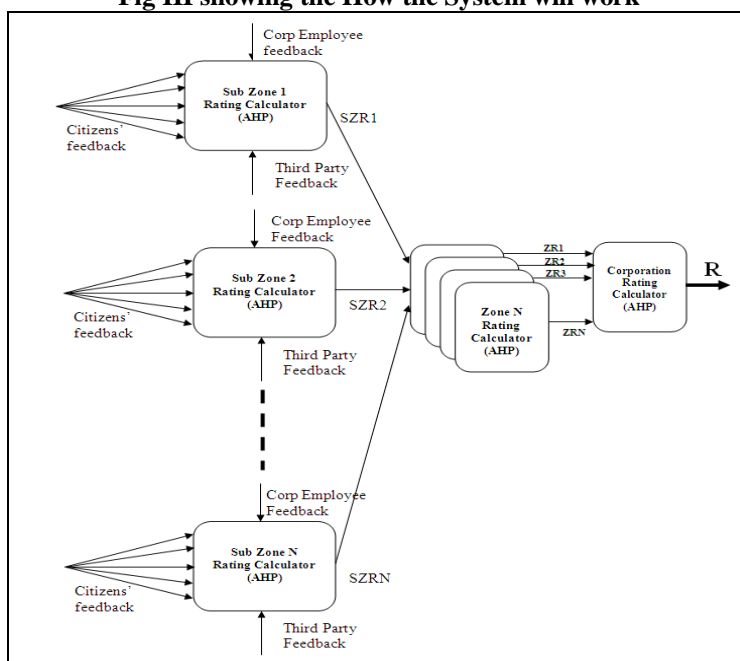 Fig III showing the How the System will work
Corp Employee
feedback
Sub Zone 1
Rating Calculator
(AHP)
Citizens'
feedback
SZR1
Third Party
Feedback
Corp Employee
Feedback
Sub Zone 2
Rating Calculator
(AHP)
Citizens'
feedback
SZR2
Third Party
Feedback
ZR1
ZR2
ZR3
Zone N
Rating
Calculator
(AHP)
ZRN
Corporation
Rating
Calculator
(AHP)
R
Corp Employee
Feedback
Sub Zone N
Rating Calculator
(AHP)
Citizens'
feedback
SZRN
Third Party
Feedback